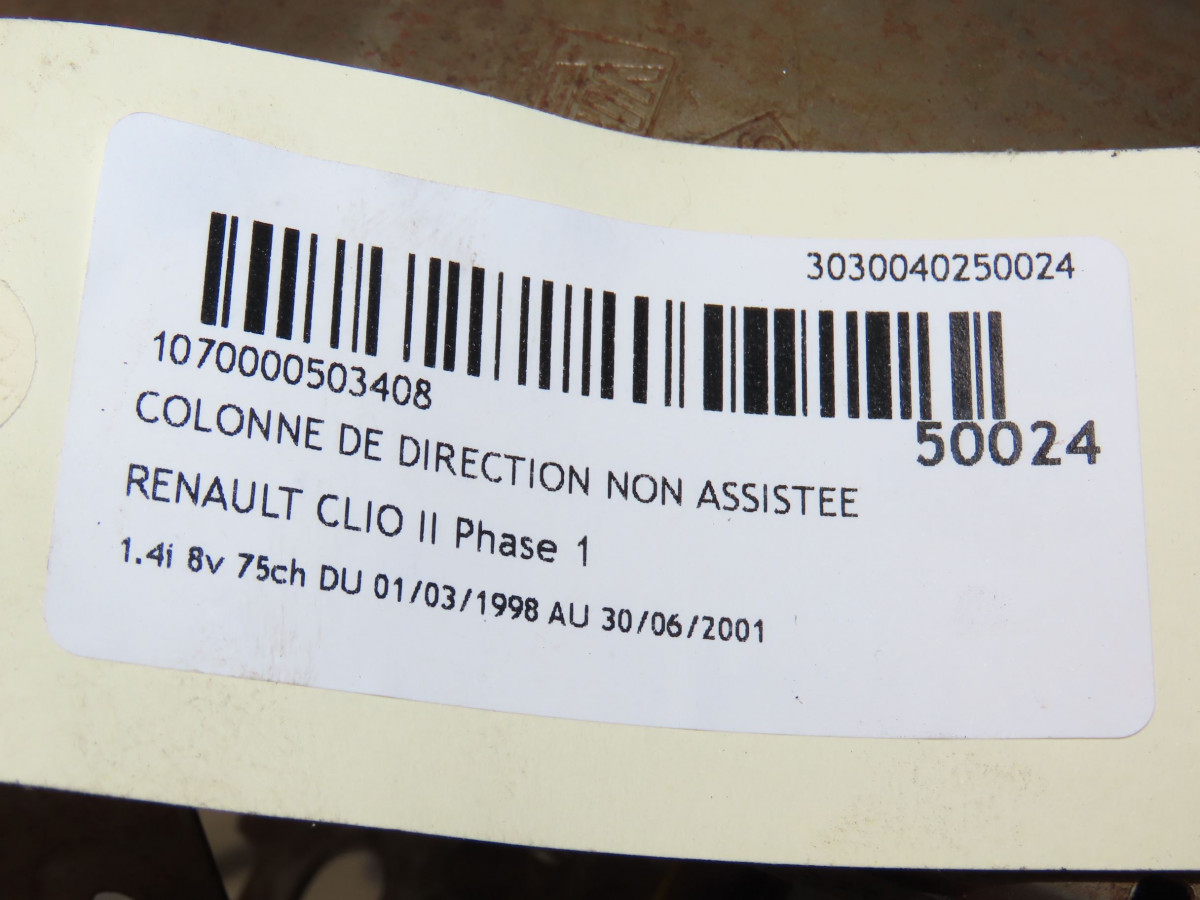 3030040250024
1070000503408
50024
COLONNE DE DIRECTION NON ASSISTEE
RENAULT CLIO II Phase 1
1.4i 8v 75ch DU 01/03/1998 AU 30/06/2001